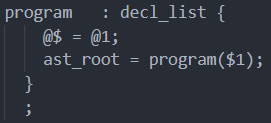 program   : decl_list {
    @$ = @1;
    ast_root = program($1);
  }
  ;